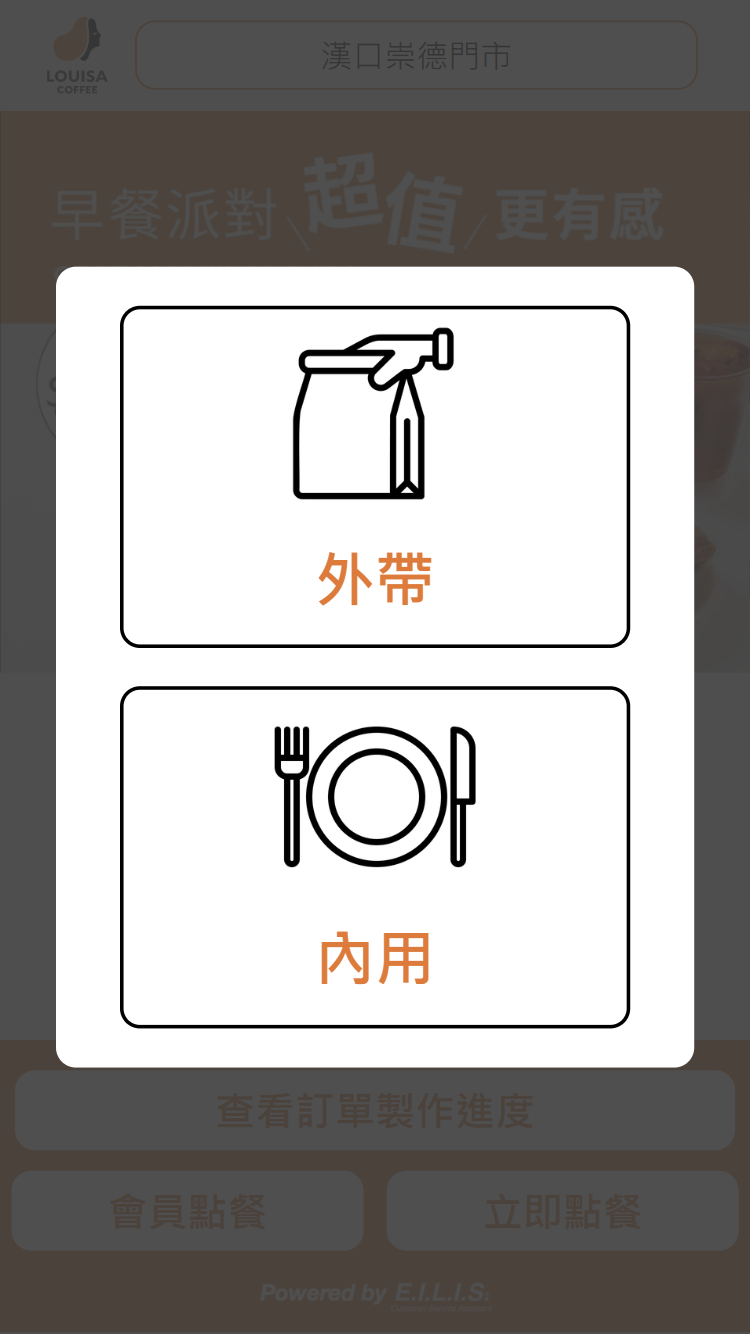 LOUISA
COFFEE
漢口崇德門市
早餐派對 超值 更有感
外帶
內用
查看訂單製作進度
會員點餐
立即點餐
Powered by E.I.L.I.S.